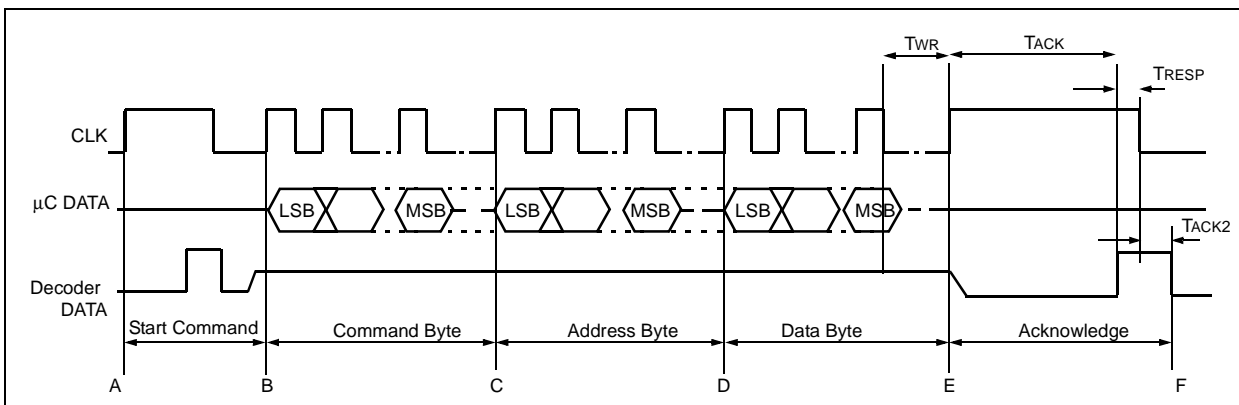 TWR
TACK
TRESP
CLK
μC DATA
LSB
MSB
LSB
MSB
LSB
MSB
TACK2
Decoder
DATA
Start Command
Command Byte
Address Byte
Data Byte
Acknowledge
A
B
C
D
E
F